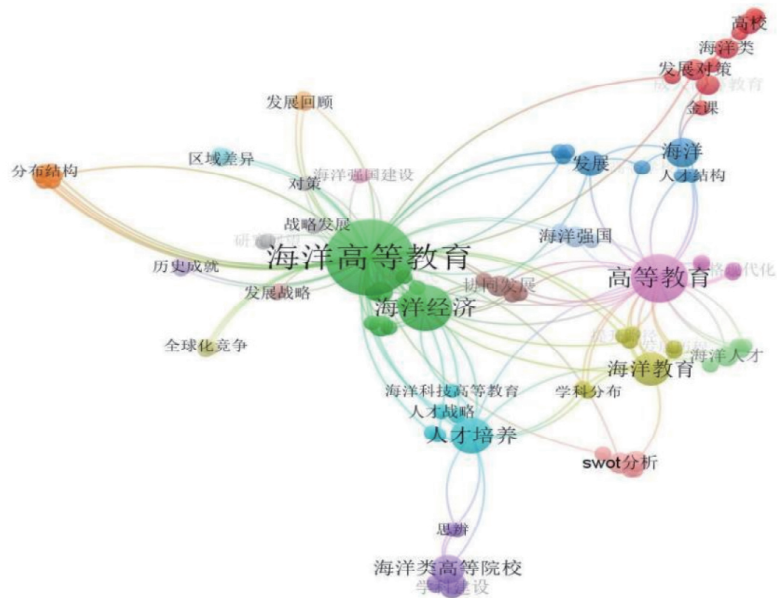 高校
海洋类
发展对策
金课
发展回顾
区域差异
分布结构
对策
海洋强国建设
发展
海洋
人才结构
战略发展
海洋强国
海洋高等教育
历史成就
发展战略
协同发展
高等教育
海洋经济
全球化竞争
海洋人才
海洋教育
海洋科技高等教育
学科分布
人才战略
人才培养
swot分析
思辨
海洋类高等院校
学科建设